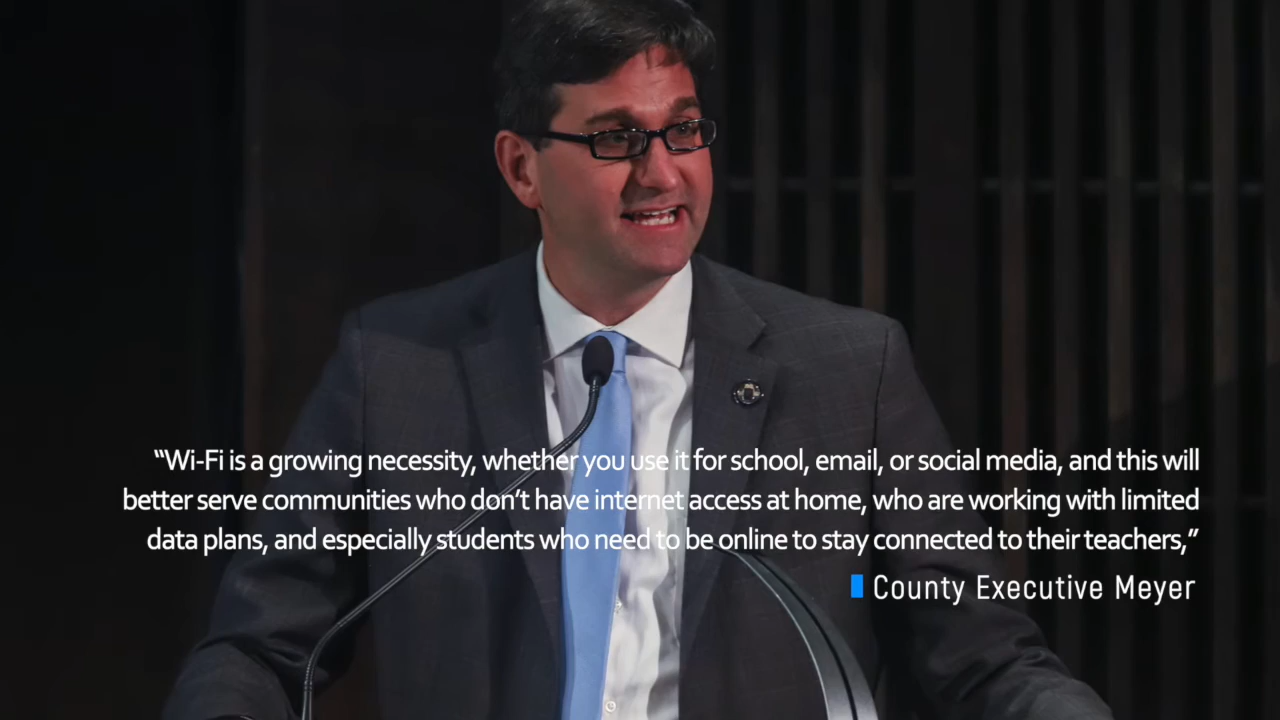 “Wi-Fi is a growing necessity, whether you use it for school, email, or social media, and this will
better serve communities who don’t have internet access at home, who are working with limited
data plans, and especially students who need to be online to stay connected to their teachers,”
County Executive Meyer